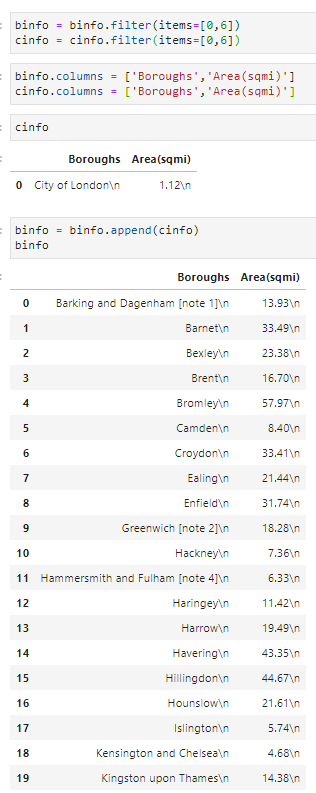 binfo = binfo.filter(items=[0,6])
cinfo = cinfo.filter(items=[0,6])
binfo.columns = ['Boroughs','Area(sqmi)']
cinfo.columns = ['Boroughs','Area(sqmi)']
cinfo
Boroughs Area(sqmi)
0 City of London\n 1.12\n
binfo = binfo.append(cinfo)
binfo
Boroughs Area(sqmi)
0 Barking and Dagenham [note 1]\n 13.93\n
1 Barnet\n 33.49\n
2 Bexley\n 23.38\n
3 Brent\n 16.70\n
4 Bromley\n 57.97\n
5 Camden\n 8.40\n
6 Croydon\n 33.41\n
7 Ealing\n 21.44\n
8 Enfield\n 31.74\n
9 Greenwich [note 2]\n 18.28\n
10 Hackney\n 7.36\n
11 Hammersmith and Fulham [note 4]\n 6.33\n
12 Haringey\n 11.42\n
13 Harrow\n 19.49\n
14 Havering\n 43.35\n
15 Hillingdon\n 44.67\n
16 Hounslow\n 21.61\n
17 Islington\n 5.74\n
18 Kensington and Chelsea\n 4.68\n
19 Kingston upon Thames\n 14.38\n